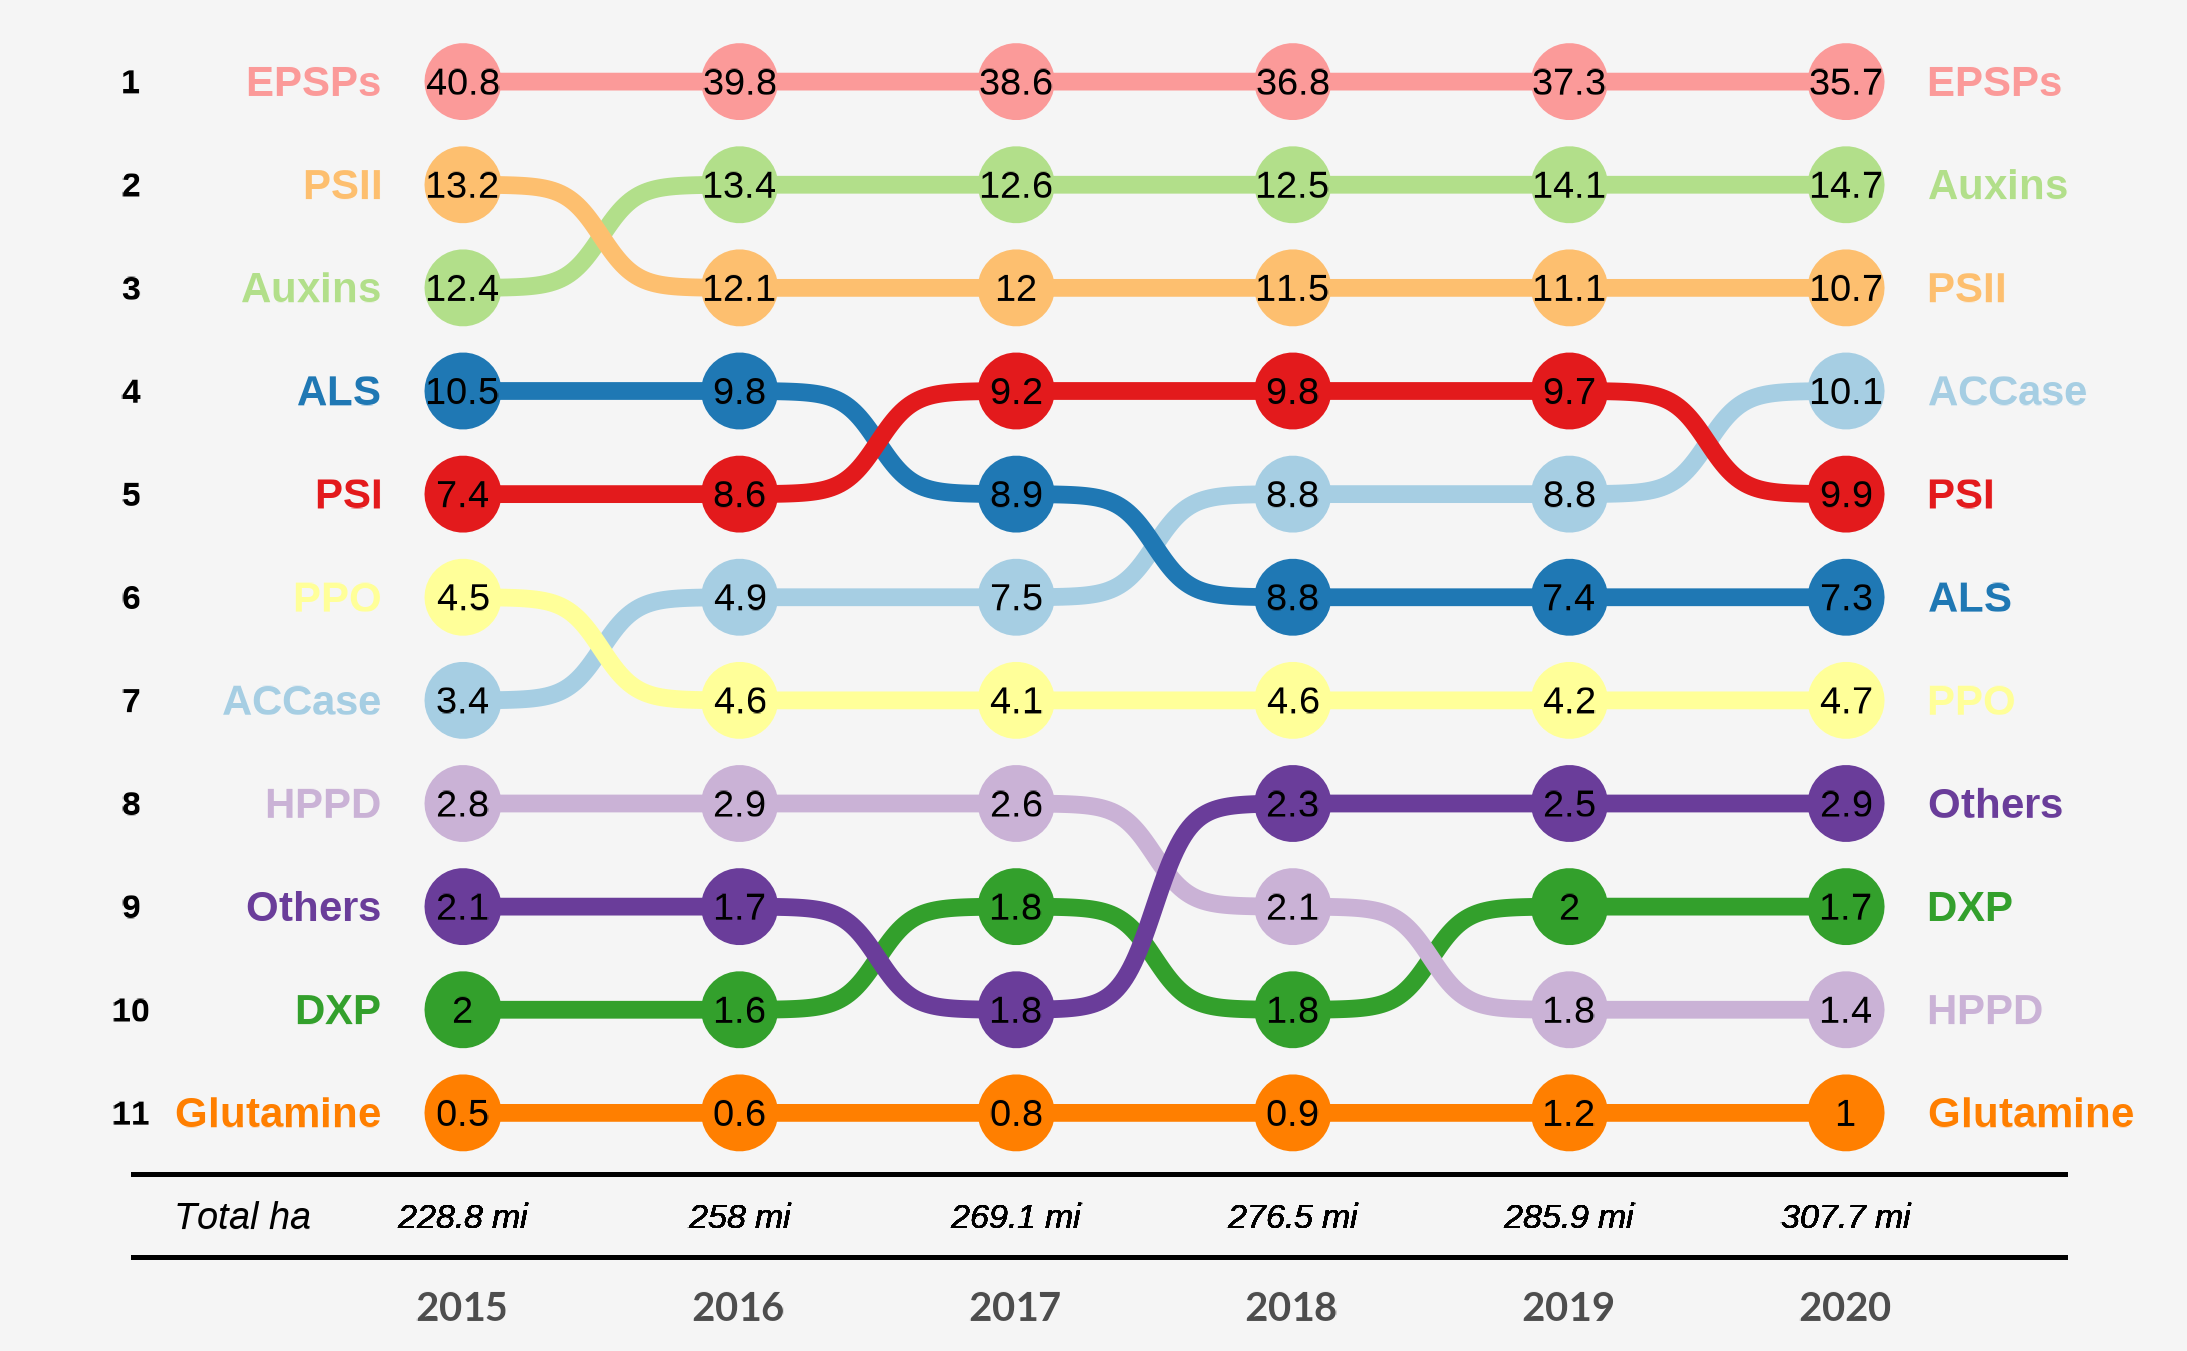 1 EPSPs 40.8 39.8 38.6 36.8 37.3 35.7 EPSPs
2 PSII 13.2 13.4 12.6 12.5 14.1 14.7 Auxins
3 Auxins 12.4 12.1 12 11.5 11.1 10.7 PSII
4 ALS 10.5 9.8 9.2 9.8 9.7 10.1 ACCase
5 PSI 7.4 8.6 8.9 8.8 8.8 9.9 PSI
6 PPO 4.5 4.9 7.5 8.8 7.4 7.3 ALS
7 ACCase 3.4 4.6 4.1 4.6 4.2 4.7 PPO
8 HPPD 2.8 2.9 2.6 2.3 2.5 2.9 Others
9 Others 2.1 1.7 1.8 2.1 2 1.7 DXP
10 DXP 2 1.6 1.8 1.8 1.8 1.4 HPPD
11 Glutamine 0.5 0.6 0.8 0.9 1.2 1 Glutamine
Total ha 228.8 mi 258 mi 269.1 mi 276.5 mi 285.9 mi 307.7 mi
2015 2016 2017 2018 2019 2020